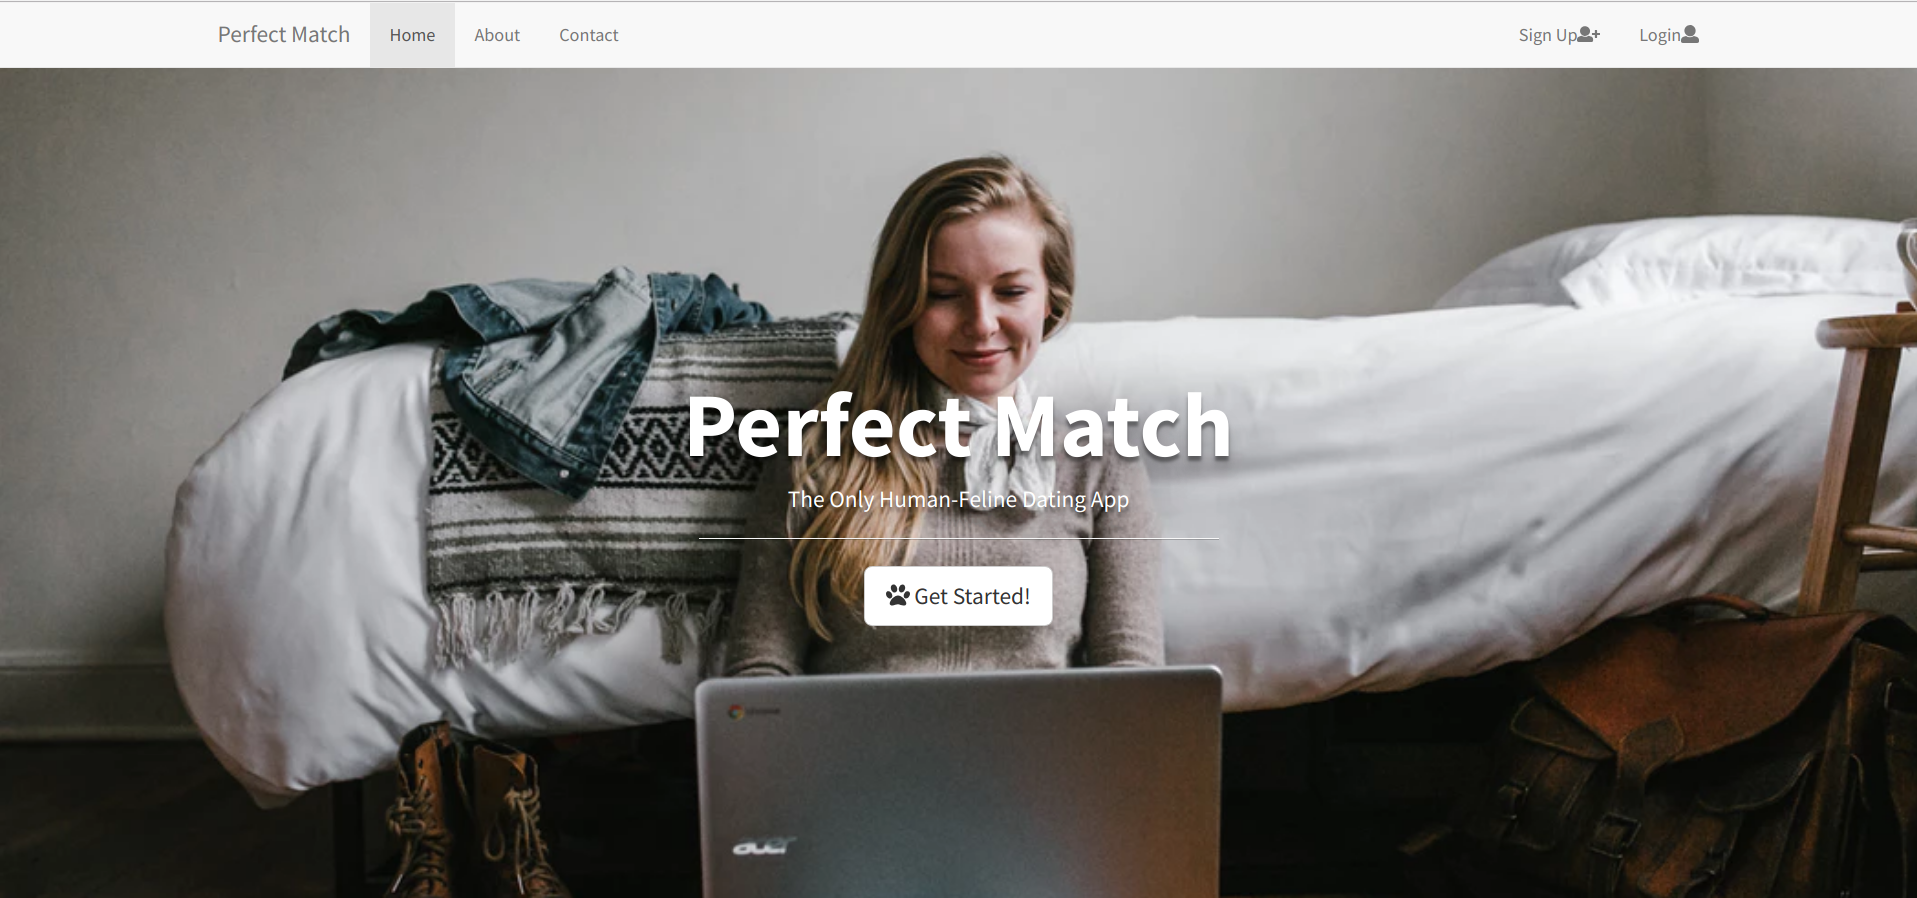 Perfect Match Home About Contact Sign Up Login
Perfect Match
The Only Human-Feline Dating App
Get Started!
acer